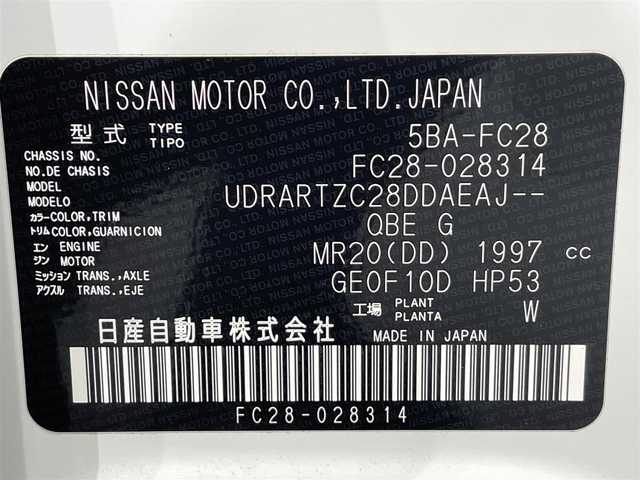 NISSAN MOTOR CO.,LTD.JAPAN
型式 TYPE TIPO 5BA-FC28
CHASSIS NO. NO.DE CHASIS FC28-028314
MODEL MODELO UDRARTZC28DDAEAJ--
カラー COLOR,TRIM トリム COLOR,GUARNICION QBE G
エン ENGINE ジン MOTOR MR20(DD) 1997 cc
ミッション TRANS.,AXLE アクスル TRANS.,EJE GE0F10D HP53
工場 PLANT PLANTA W
日産自動車株式会社 MADE IN JAPAN
FC28-028314